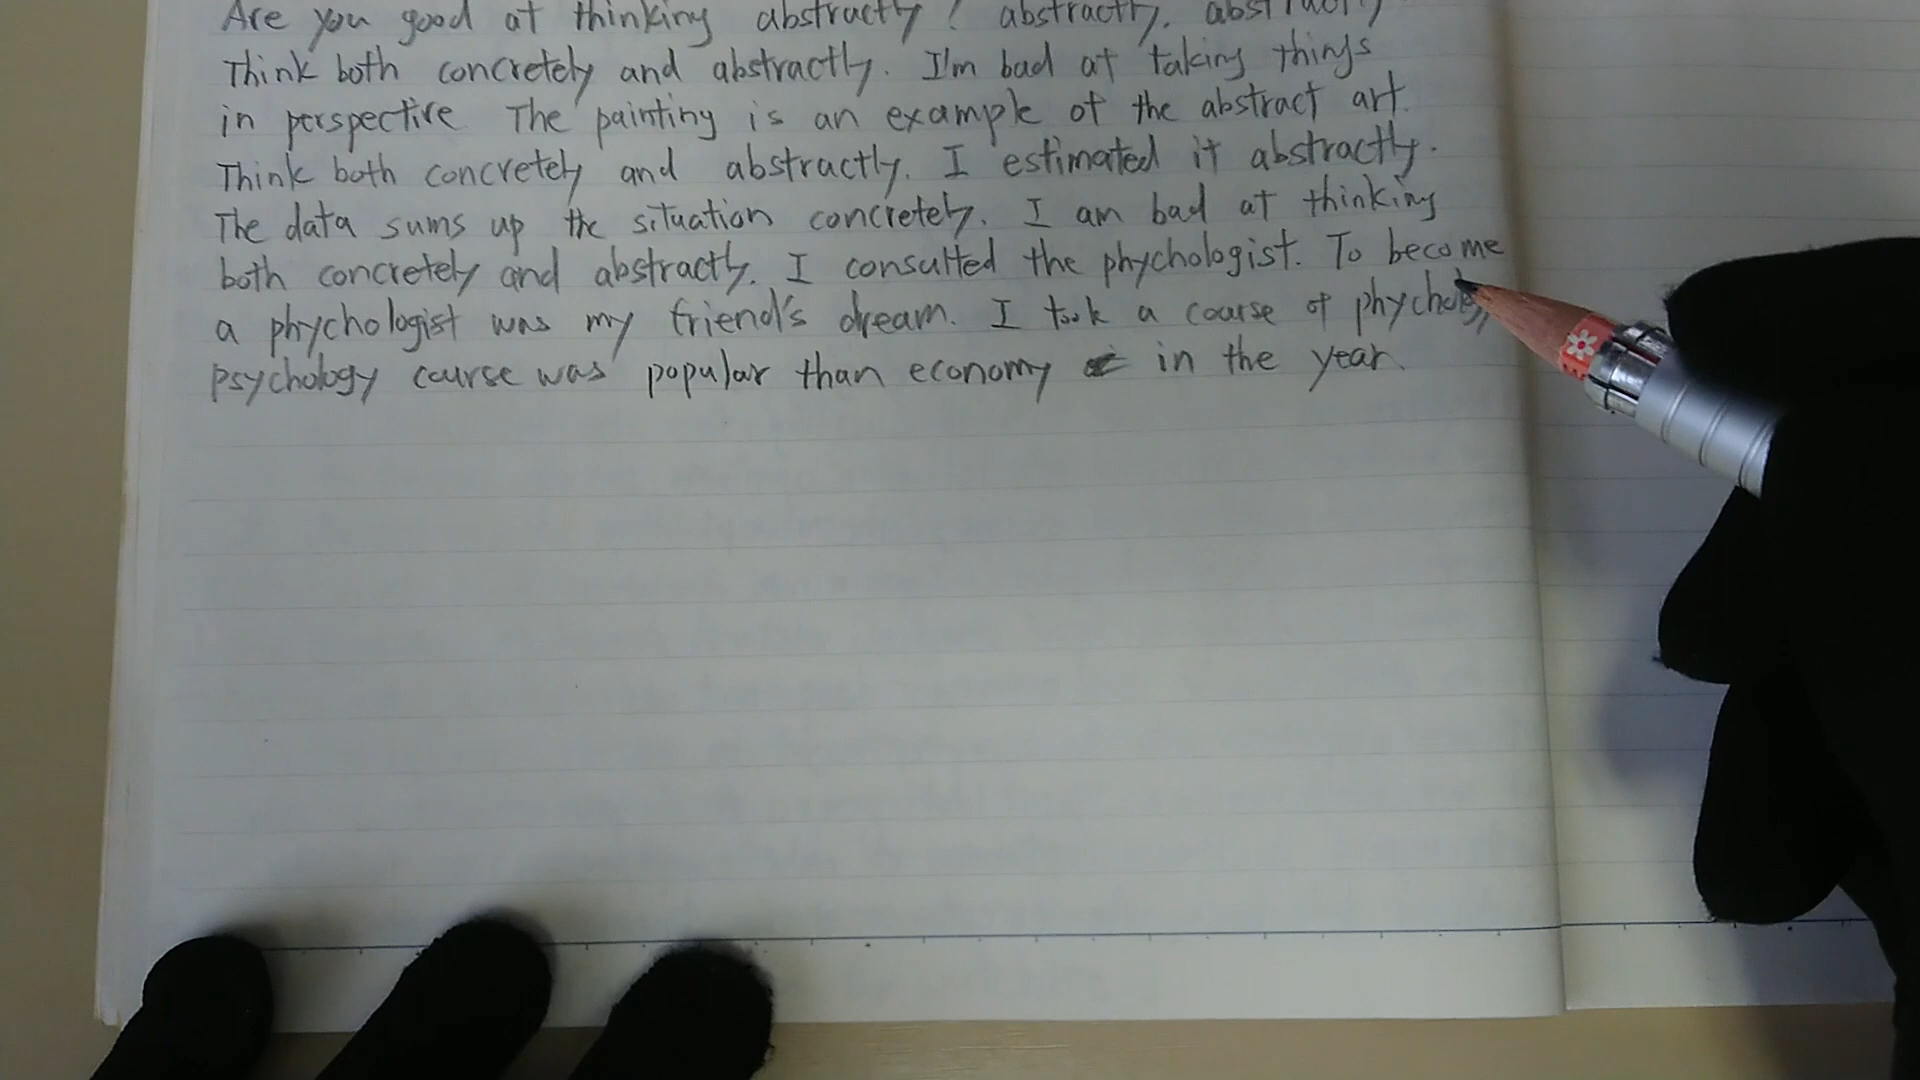 Are you good at thinking abstractly? abstractly. abstractly
Think both concretely and abstractly. I'm bad at taking things
in perspective The painting is an example of the abstract art.
Think both concretely and abstractly. I estimated it abstractly.
The data sums up the situation concretely. I am bad at thinking
both concretely and abstractly. I consulted the phychologist. To become
a phychologist was my friend's dream. I took a course of phychology
psychology course was popular than economy in the year.